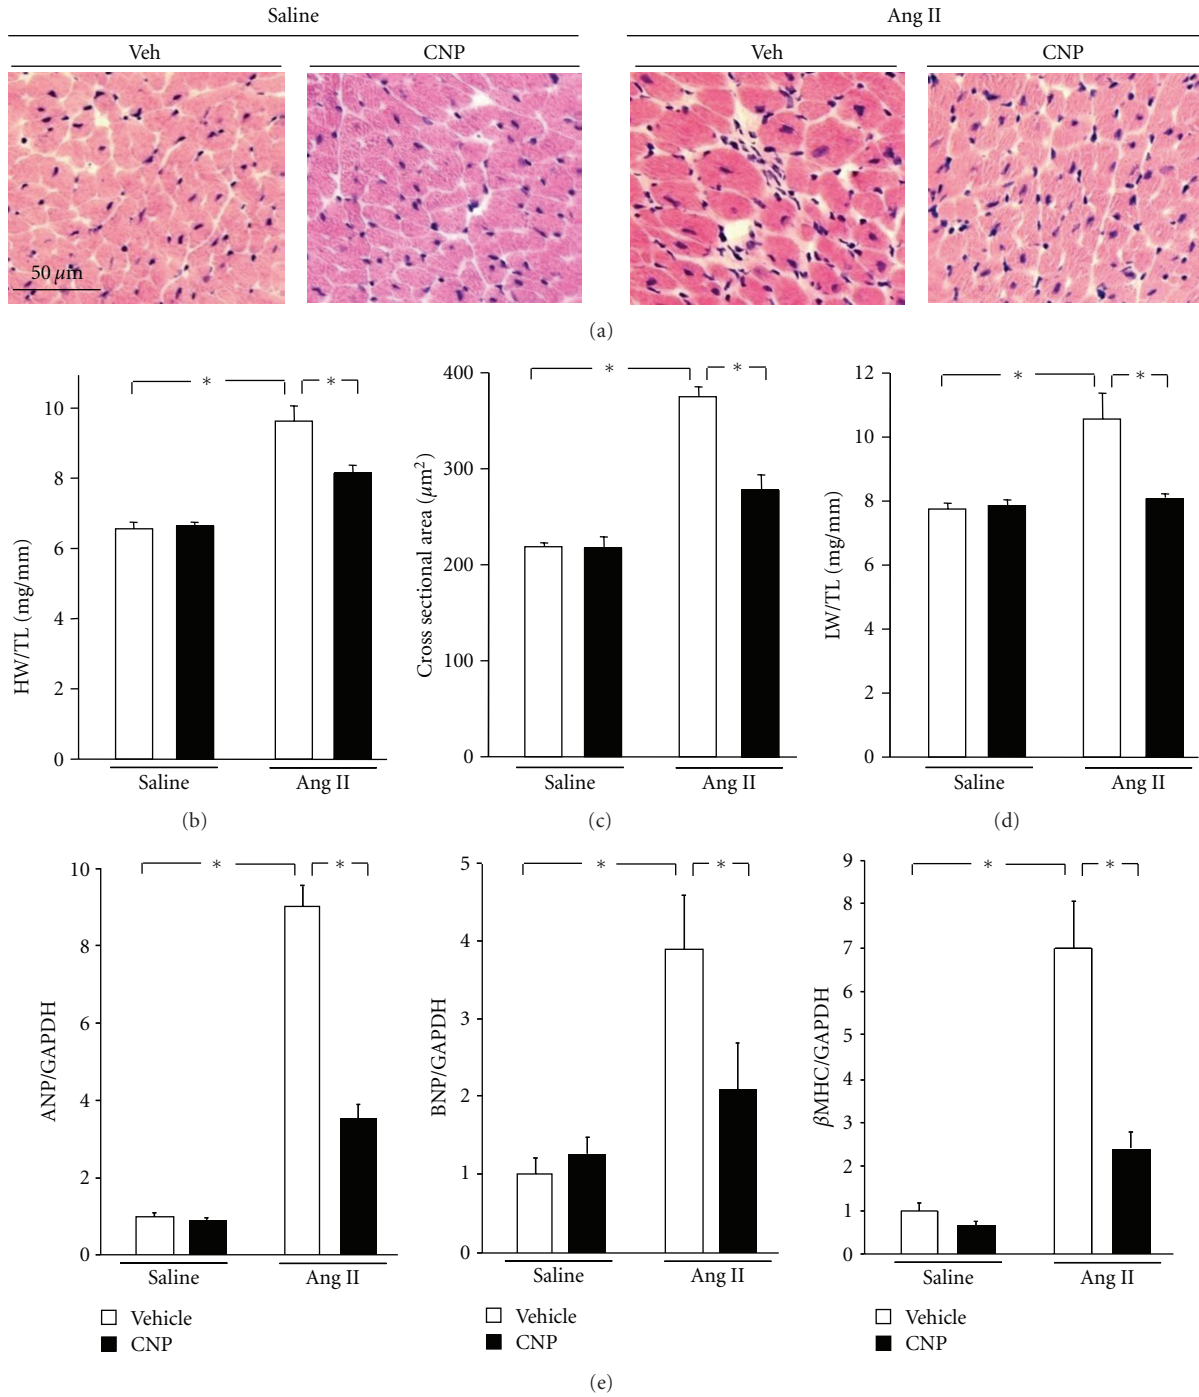 Saline
Ang II
Veh
CNP
Veh
CNP
50 μm
(a)
HW/TL (mg/mm)
10
8
6
4
2
0
*
*
Saline
Ang II
(b)
Cross sectional area (μm²)
400
300
200
100
0
*
*
Saline
Ang II
(c)
LW/TL (mg/mm)
12
10
8
6
4
2
0
*
*
Saline
Ang II
(d)
ANP/GAPDH
10
8
6
4
2
0
*
*
Saline
Ang II
Vehicle
CNP
BNP/GAPDH
5
4
3
2
1
0
*
*
Saline
Ang II
Vehicle
CNP
βMHC/GAPDH
9
8
7
6
5
4
3
2
1
0
*
*
Saline
Ang II
Vehicle
CNP
(e)